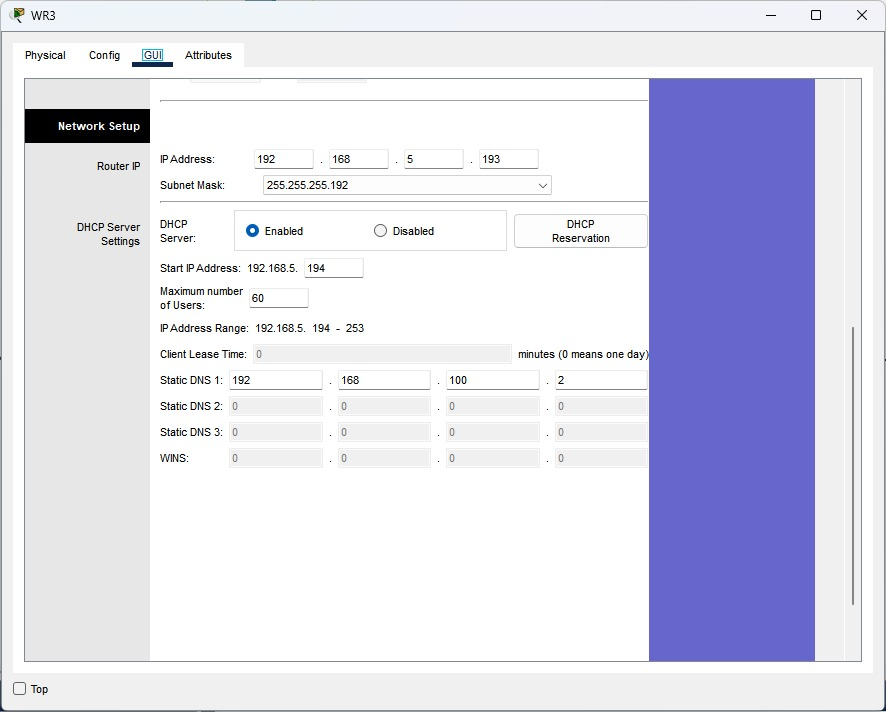 WR3
Physical Config GUI Attributes
Network Setup
Router IP
IP Address: 192 . 168 . 5 . 193
Subnet Mask: 255.255.255.192
DHCP Server Settings
DHCP Server: Enabled Disabled DHCP Reservation
Start IP Address: 192.168.5. 194
Maximum number of Users: 60
IP Address Range: 192.168.5. 194 - 253
Client Lease Time: 0 minutes (0 means one day)
Static DNS 1: 192 . 168 . 100 . 2
Static DNS 2: 0 . 0 . 0 . 0
Static DNS 3: 0 . 0 . 0 . 0
WINS: 0 . 0 . 0 . 0
Top